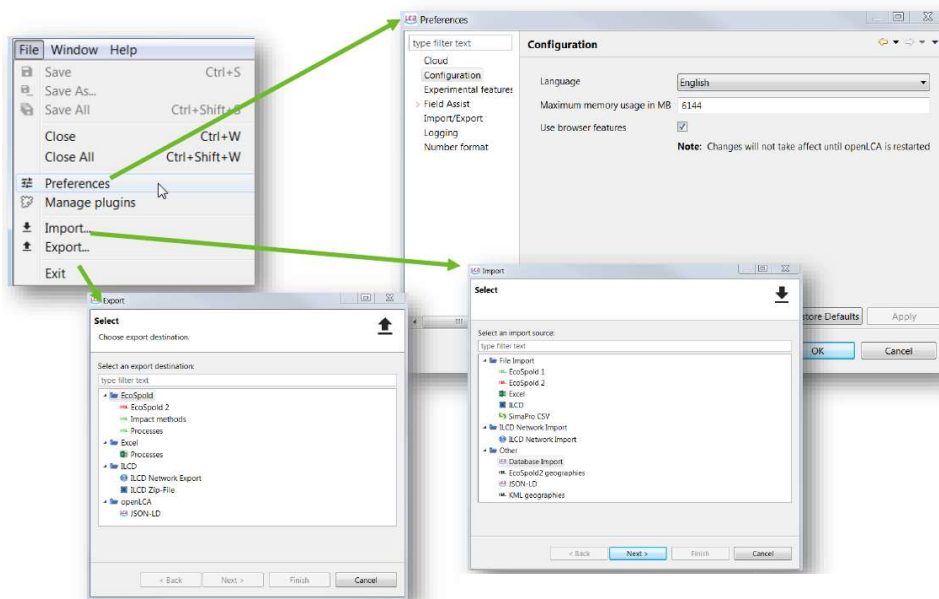 File Window Help
Save Ctrl+S
Save As...
Save All Ctrl+Shift+S
Close Ctrl+W
Close All Ctrl+Shift+W
Preferences
Manage plugins
Import...
Export...
Exit
Preferences
type filter text
Cloud
Configuration
Experimental features
Field Assist
Import/Export
Logging
Number format
Configuration
Language English
Maximum memory usage in MB 6144
Use browser features
Note: Changes will not take affect until openLCA is restarted
Defaults Apply
OK Cancel
Export
Select
Choose export destination.
Select an export destination:
type filter text
EcoSpold
EcoSpold 2
Impact methods
Processes
Excel
Processes
ILCD
ILCD Network Export
ILCD Zip-File
openLCA
JSON-LD
< Back Next > Finish Cancel
Import
Select
Select an import source:
type filter text
File Import
EcoSpold 1
EcoSpold 2
Excel
ILCD
SimaPro CSV
ILCD Network Import
ILCD Network Import
Other
Database Import
EcoSpold2 geographies
JSON-LD
KML geographies
< Back Next > Finish Cancel